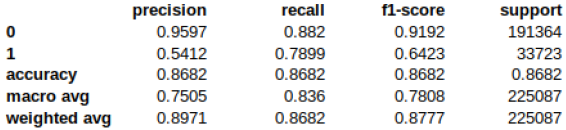 precision recall f1-score support
0 0.9597 0.882 0.9192 191364
1 0.5412 0.7899 0.6423 33723
accuracy 0.8682 0.8682 0.8682 0.8682
macro avg 0.7505 0.836 0.7808 225087
weighted avg 0.8971 0.8682 0.8777 225087